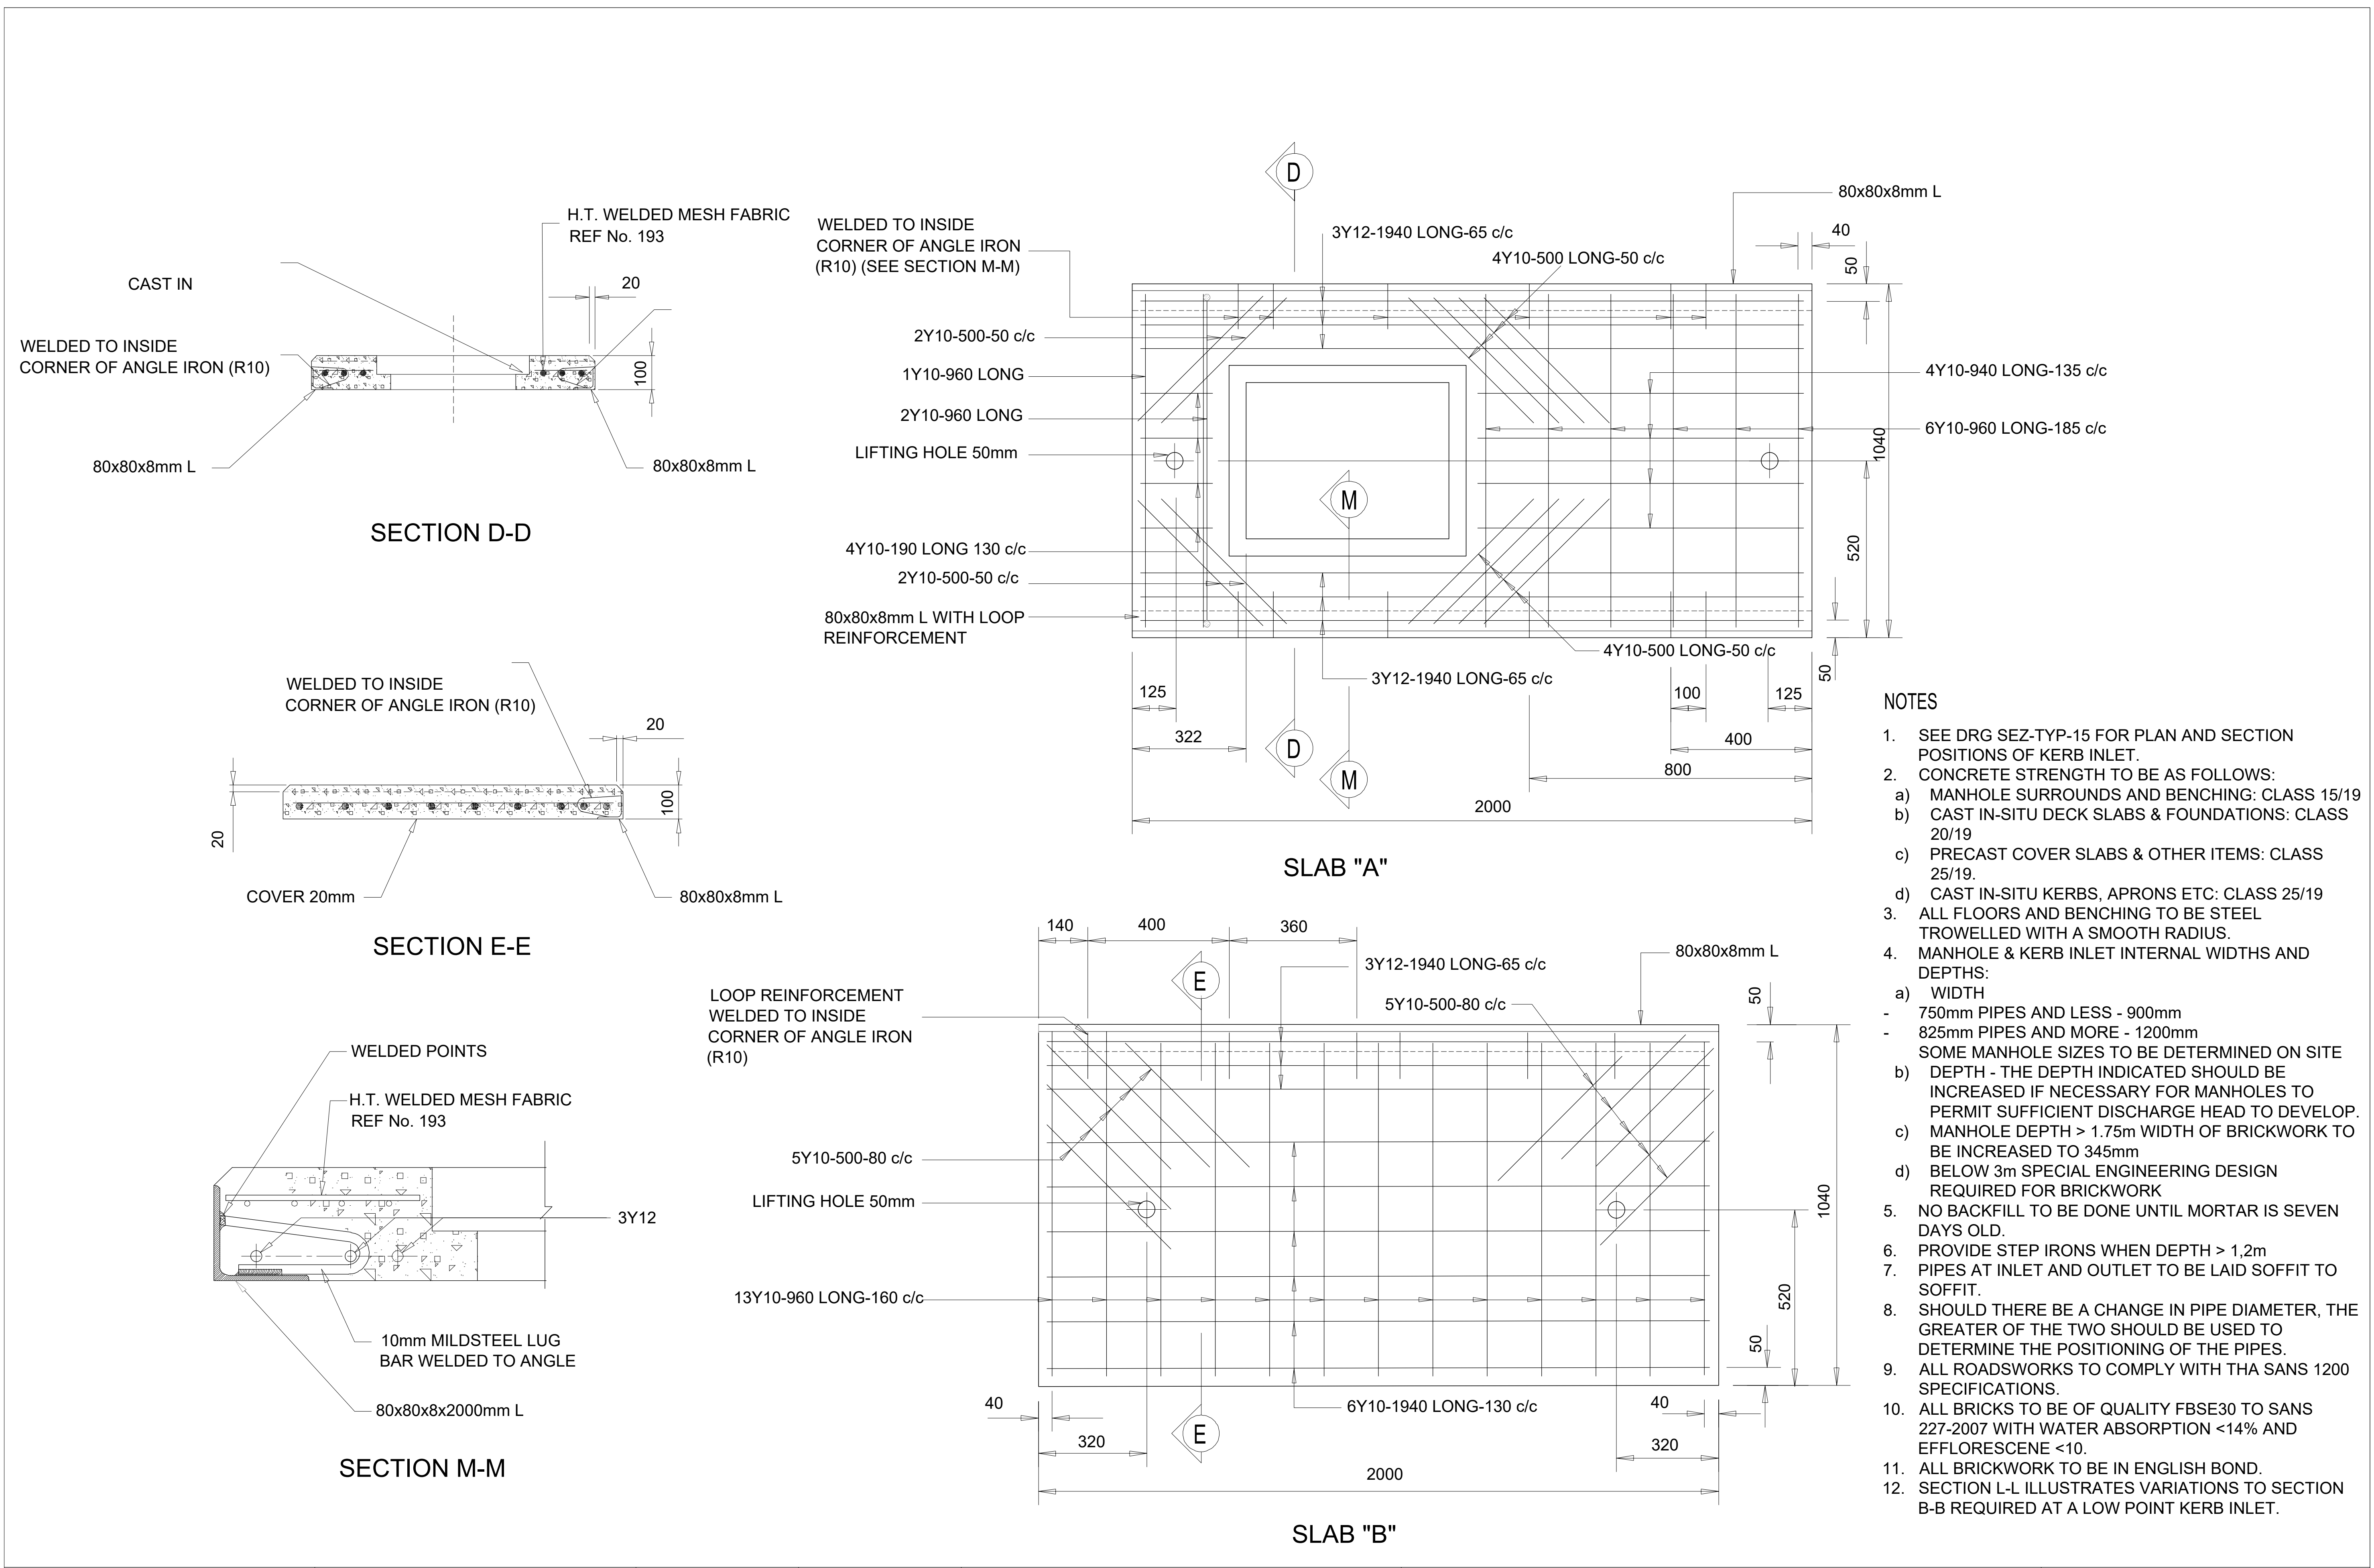 H.T. WELDED MESH FABRIC
REF No. 193
CAST IN
20
WELDED TO INSIDE
CORNER OF ANGLE IRON (R10)
100
80x80x8mm L
80x80x8mm L
SECTION D-D
WELDED TO INSIDE
CORNER OF ANGLE IRON (R10)
20
100
20
COVER 20mm
80x80x8mm L
SECTION E-E
WELDED POINTS
H.T. WELDED MESH FABRIC
REF No. 193
3Y12
10mm MILDSTEEL LUG
BAR WELDED TO ANGLE
80x80x8x2000mm L
SECTION M-M
D
80x80x8mm L
WELDED TO INSIDE
CORNER OF ANGLE IRON
(R10) (SEE SECTION M-M)
3Y12-1940 LONG-65 c/c
4Y10-500 LONG-50 c/c
40
50
2Y10-500-50 c/c
1Y10-960 LONG
2Y10-960 LONG
LIFTING HOLE 50mm
4Y10-940 LONG-135 c/c
6Y10-960 LONG-185 c/c
1040
M
520
4Y10-190 LONG 130 c/c
2Y10-500-50 c/c
80x80x8mm L WITH LOOP
REINFORCEMENT
4Y10-500 LONG-50 c/c
3Y12-1940 LONG-65 c/c
50
125
100
125
322
D
400
M
800
2000
SLAB "A"
140
400
360
3Y12-1940 LONG-65 c/c
80x80x8mm L
E
5Y10-500-80 c/c
50
LOOP REINFORCEMENT
WELDED TO INSIDE
CORNER OF ANGLE IRON
(R10)
5Y10-500-80 c/c
LIFTING HOLE 50mm
1040
13Y10-960 LONG-160 c/c
520
50
40
6Y10-1940 LONG-130 c/c
40
E
320
320
2000
SLAB "B"
NOTES
1. SEE DRG SEZ-TYP-15 FOR PLAN AND SECTION
POSITIONS OF KERB INLET.
2. CONCRETE STRENGTH TO BE AS FOLLOWS:
a) MANHOLE SURROUNDS AND BENCHING: CLASS 15/19
b) CAST IN-SITU DECK SLABS & FOUNDATIONS: CLASS
20/19
c) PRECAST COVER SLABS & OTHER ITEMS: CLASS
25/19.
d) CAST IN-SITU KERBS, APRONS ETC: CLASS 25/19
3. ALL FLOORS AND BENCHING TO BE STEEL
TROWELLED WITH A SMOOTH RADIUS.
4. MANHOLE & KERB INLET INTERNAL WIDTHS AND
DEPTHS:
a) WIDTH
- 750mm PIPES AND LESS - 900mm
- 825mm PIPES AND MORE - 1200mm
SOME MANHOLE SIZES TO BE DETERMINED ON SITE
b) DEPTH - THE DEPTH INDICATED SHOULD BE
INCREASED IF NECESSARY FOR MANHOLES TO
PERMIT SUFFICIENT DISCHARGE HEAD TO DEVELOP.
c) MANHOLE DEPTH > 1.75m WIDTH OF BRICKWORK TO
BE INCREASED TO 345mm
d) BELOW 3m SPECIAL ENGINEERING DESIGN
REQUIRED FOR BRICKWORK
5. NO BACKFILL TO BE DONE UNTIL MORTAR IS SEVEN
DAYS OLD.
6. PROVIDE STEP IRONS WHEN DEPTH > 1,2m
7. PIPES AT INLET AND OUTLET TO BE LAID SOFFIT TO
SOFFIT.
8. SHOULD THERE BE A CHANGE IN PIPE DIAMETER, THE
GREATER OF THE TWO SHOULD BE USED TO
DETERMINE THE POSITIONING OF THE PIPES.
9. ALL ROADSWORKS TO COMPLY WITH THA SANS 1200
SPECIFICATIONS.
10. ALL BRICKS TO BE OF QUALITY FBSE30 TO SANS
227-2007 WITH WATER ABSORPTION <14% AND
EFFLORESCENE <10.
11. ALL BRICKWORK TO BE IN ENGLISH BOND.
12. SECTION L-L ILLUSTRATES VARIATIONS TO SECTION
B-B REQUIRED AT A LOW POINT KERB INLET.